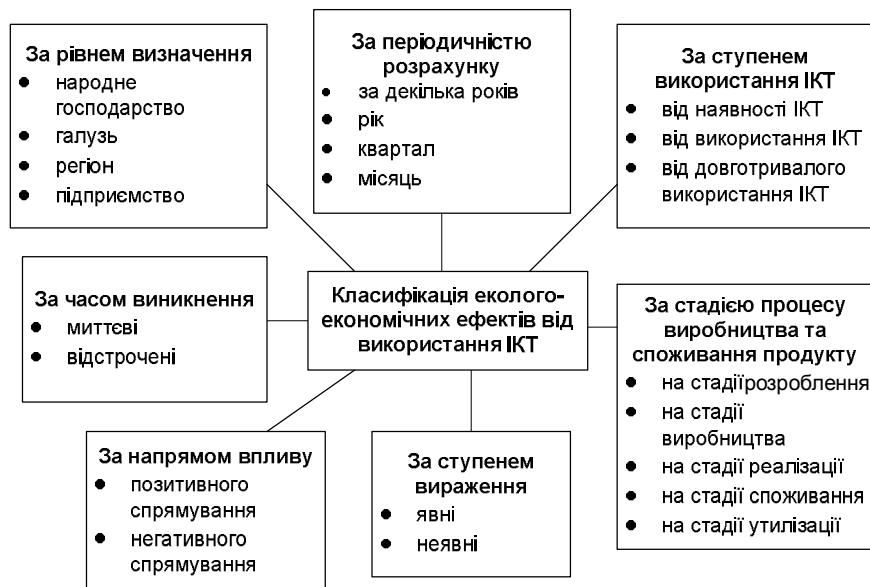 За рівнем визначення
● народне
господарство
● галузь
● регіон
● підприємство
За періодичністю
розрахунку
● за декілька років
● рік
● квартал
● місяць
За ступенем
використання ІКТ
● від наявності ІКТ
● від використання ІКТ
● від довготривалого
використання ІКТ
За часом виникнення
● миттєві
● відстрочені
Класифікація еколого-
економічних ефектів від
використання ІКТ
За стадією процесу
виробництва та
споживання продукту
● на стадії розроблення
● на стадії
виробництва
● на стадії реалізації
● на стадії споживання
● на стадії утилізації
За напрямом впливу
● позитивного
спрямування
● негативного
спрямування
За ступенем
вираження
● явні
● неявні